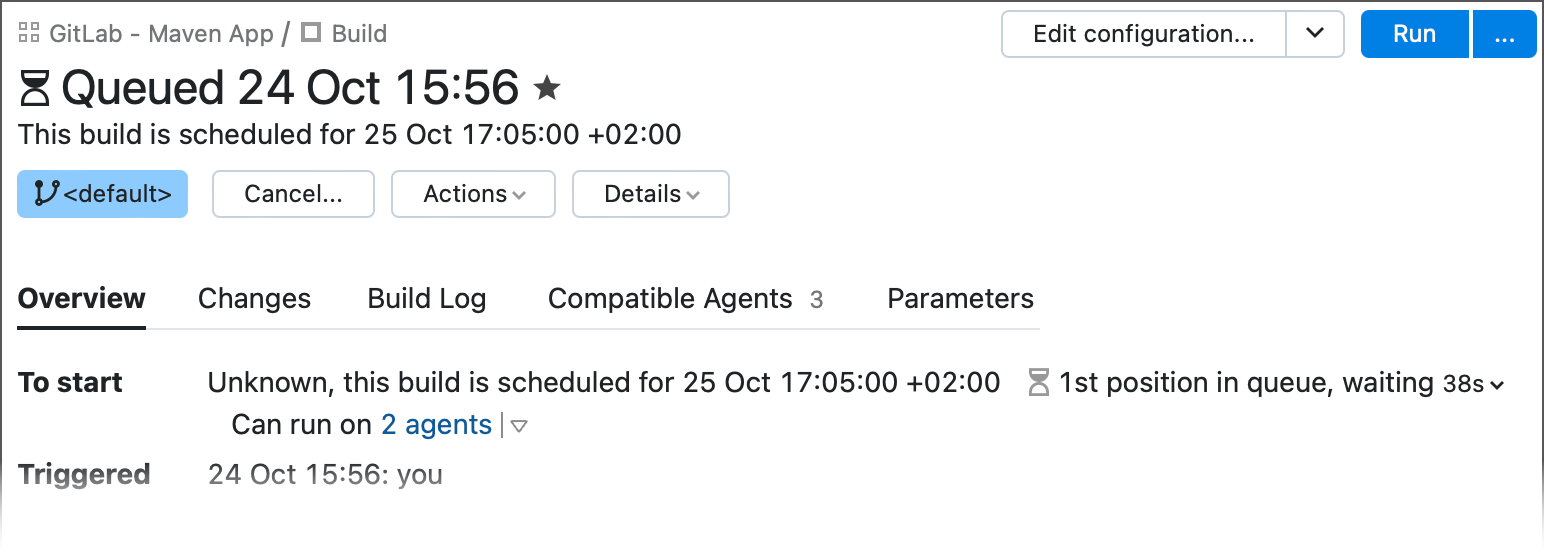 GitLab - Maven App / Build
Edit configuration...
Run
...
Queued 24 Oct 15:56
This build is scheduled for 25 Oct 17:05:00 +02:00
<default>
Cancel...
Actions
Details
Overview
Changes
Build Log
Compatible Agents 3
Parameters
To start
Unknown, this build is scheduled for 25 Oct 17:05:00 +02:00
1st position in queue, waiting 38s
Can run on 2 agents
Triggered
24 Oct 15:56: you